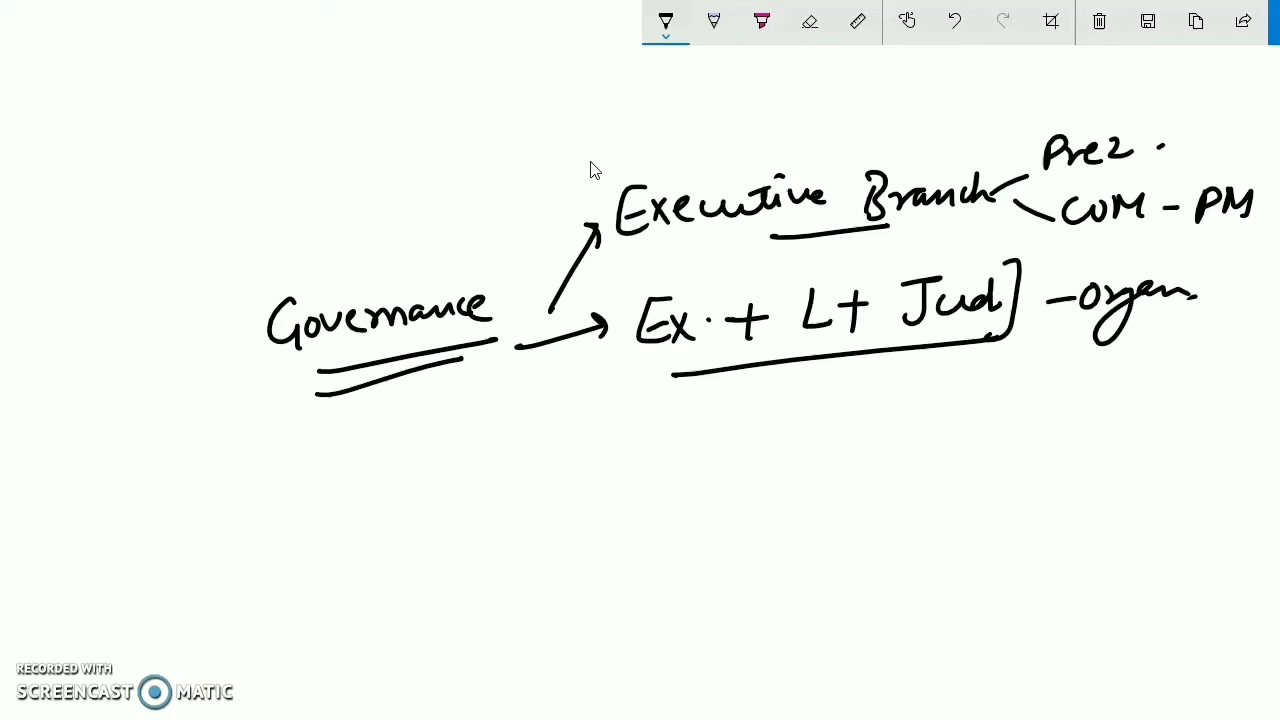 Prez.
Executive Branch
COM - PM
Governance
Ex. + L + Jud] - organ
RECORDED WITH
SCREENCAST MATIC